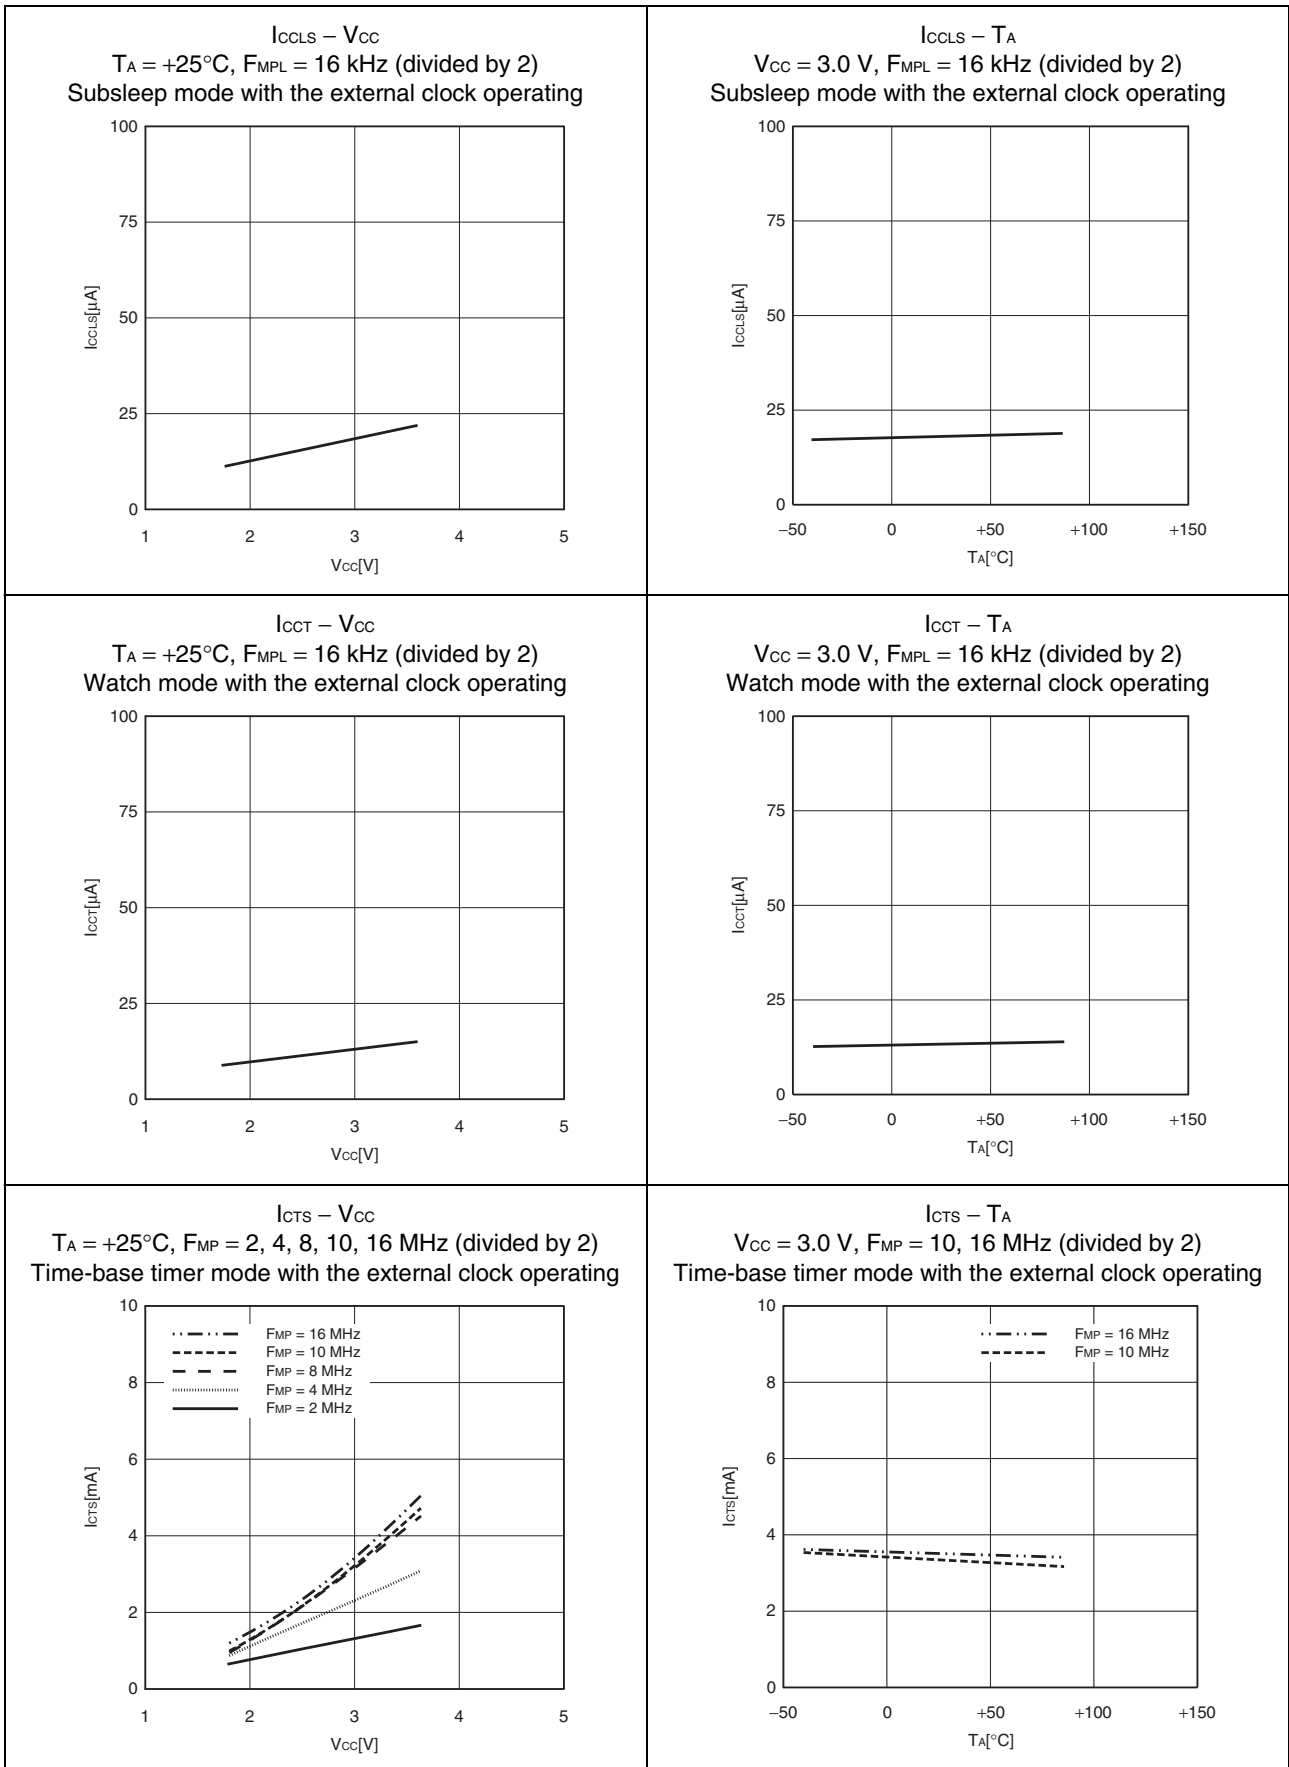 ICCLS – VCC
TA = +25°C, FMPL = 16 kHz (divided by 2)
Subsleep mode with the external clock operating
100
75
50
25
0
ICCLS[µA]
1 2 3 4 5
VCC[V]
ICCLS – TA
VCC = 3.0 V, FMPL = 16 kHz (divided by 2)
Subsleep mode with the external clock operating
100
75
50
25
0
ICCLS[µA]
−50 0 +50 +100 +150
TA[°C]
ICCT – VCC
TA = +25°C, FMPL = 16 kHz (divided by 2)
Watch mode with the external clock operating
100
75
50
25
0
ICCT[µA]
1 2 3 4 5
VCC[V]
ICCT – TA
VCC = 3.0 V, FMPL = 16 kHz (divided by 2)
Watch mode with the external clock operating
100
75
50
25
0
ICCT[µA]
−50 0 +50 +100 +150
TA[°C]
ICTS – VCC
TA = +25°C, FMP = 2, 4, 8, 10, 16 MHz (divided by 2)
Time-base timer mode with the external clock operating
10
8
6
4
2
0
ICTS[mA]
FMP = 16 MHz
FMP = 10 MHz
FMP = 8 MHz
FMP = 4 MHz
FMP = 2 MHz
1 2 3 4 5
VCC[V]
ICTS – TA
VCC = 3.0 V, FMP = 10, 16 MHz (divided by 2)
Time-base timer mode with the external clock operating
10
8
6
4
2
0
ICTS[mA]
FMP = 16 MHz
FMP = 10 MHz
−50 0 +50 +100 +150
TA[°C]